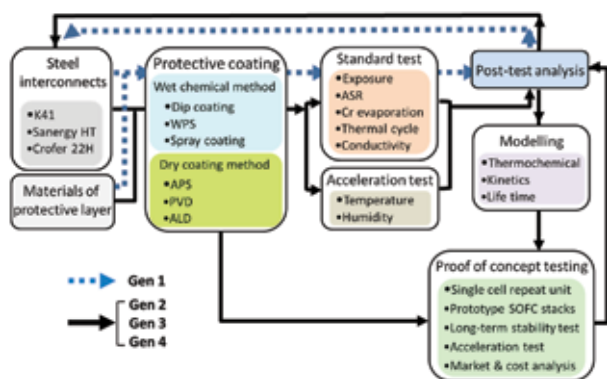 Steel interconnects
•K41
•Sanergy HT
•Crofer 22H
Materials of protective layer
Protective coating
Wet chemical method
•Dip coating
•WPS
•Spray coating
Dry coating method
•APS
•PVD
•ALD
Standard test
•Exposure
•ASR
•Cr evaporation
•Thermal cycle
•Conductivity
Acceleration test
•Temperature
•Humidity
Post-test analysis
Modelling
•Thermochemical
•Kinetics
•Life time
Proof of concept testing
•Single cell repeat unit
•Prototype SOFC stacks
•Long-term stability test
•Acceleration test
•Market & cost analysis
Gen 1
Gen 2
Gen 3
Gen 4